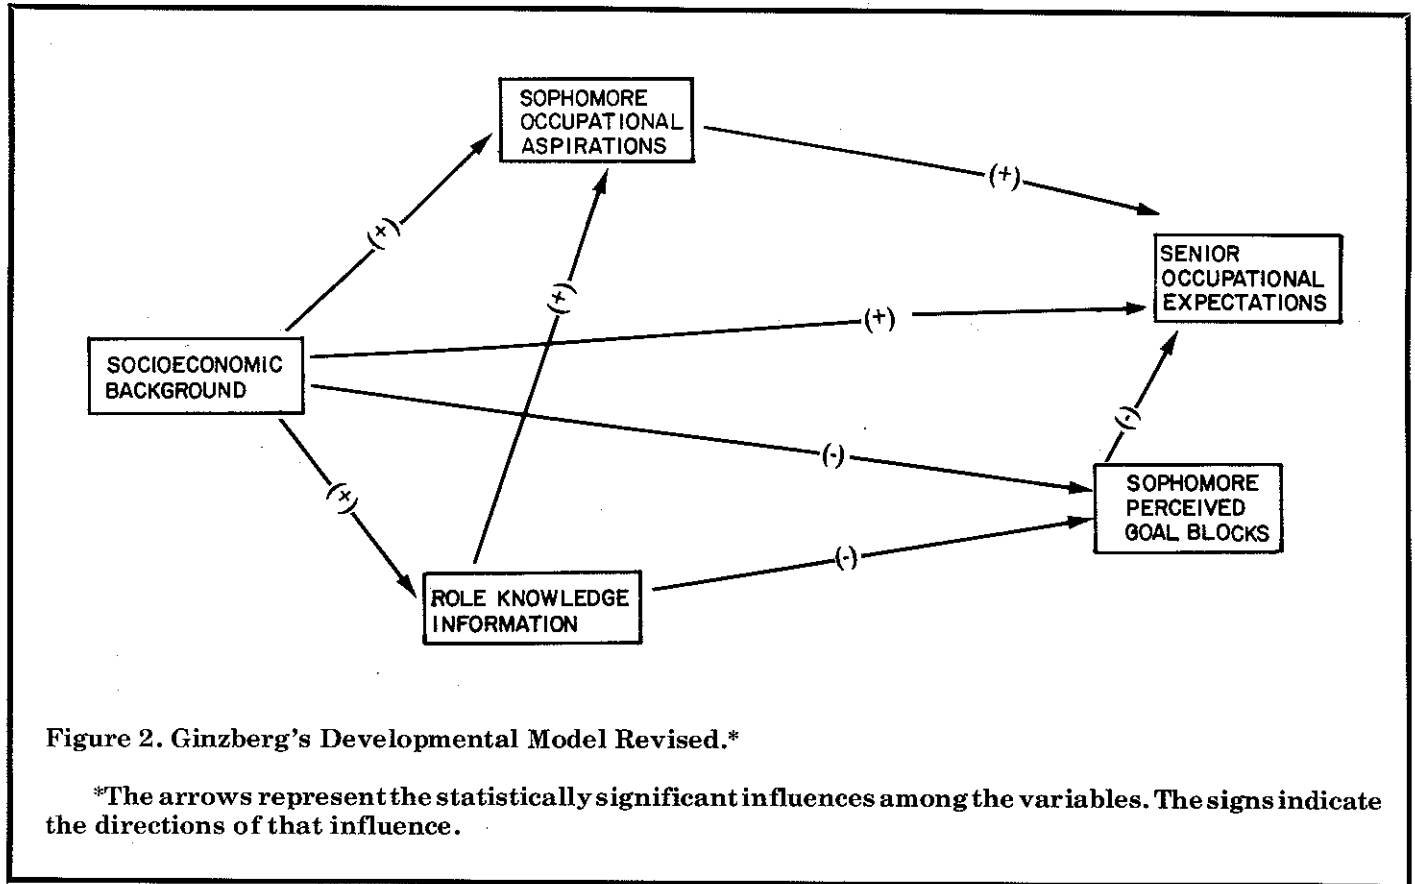 SOPHOMORE
OCCUPATIONAL
ASPIRATIONS
(+)
(+)
(+)
SENIOR
OCCUPATIONAL
EXPECTATIONS
(+)
SOCIOECONOMIC
BACKGROUND
(-)
(-)
(+)
SOPHOMORE
PERCEIVED
GOAL BLOCKS
(-)
ROLE KNOWLEDGE
INFORMATION
Figure 2. Ginzberg's Developmental Model Revised.*
*The arrows represent the statistically significant influences among the variables. The signs indicate
the directions of that influence.